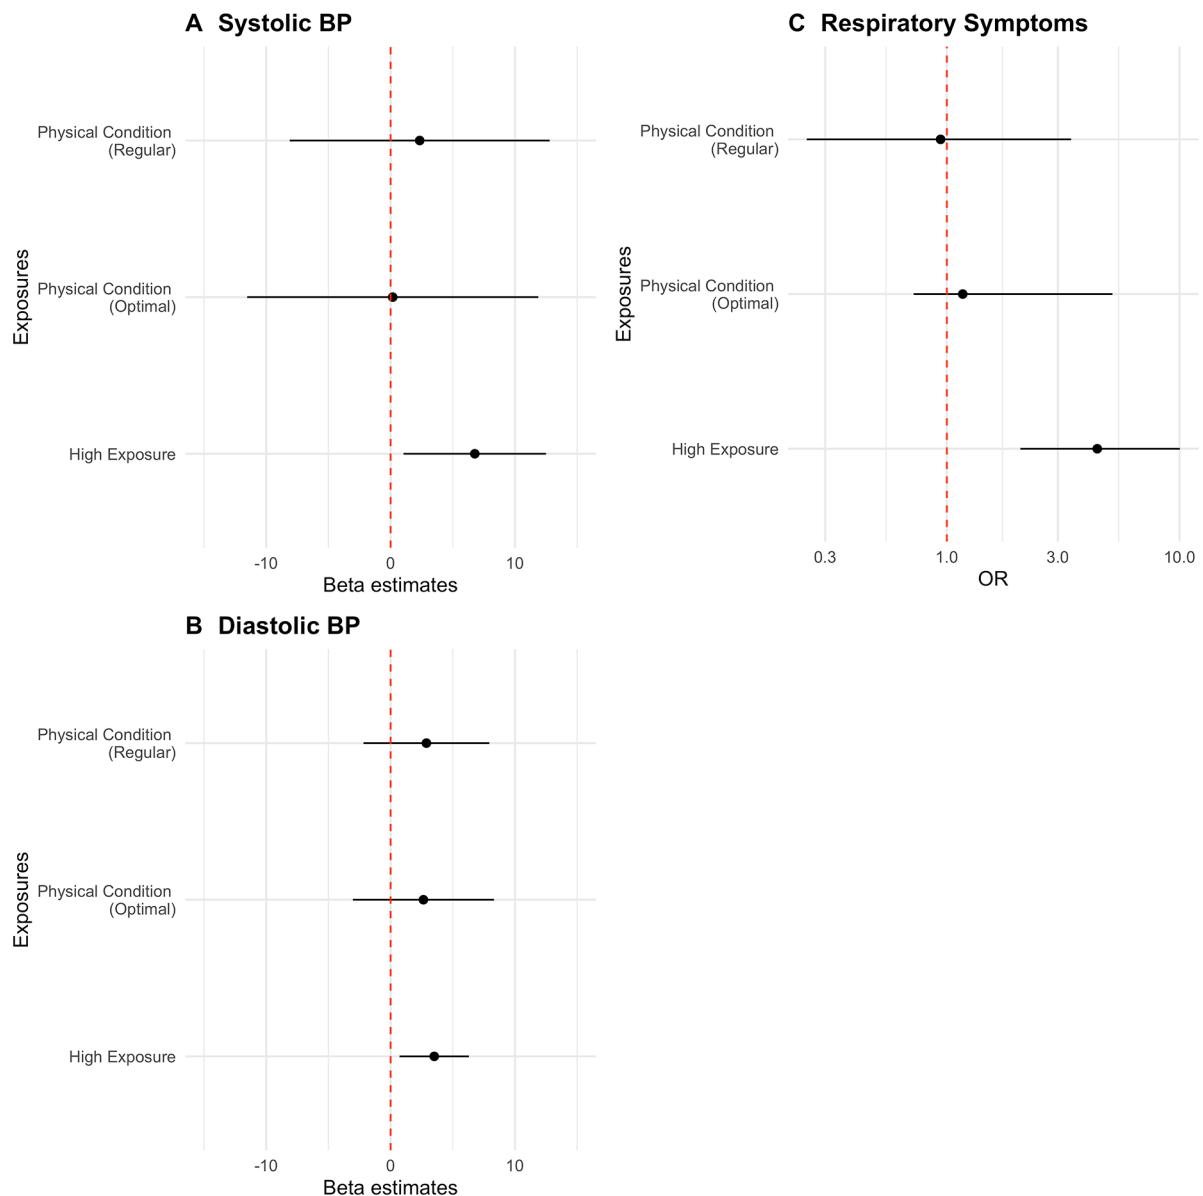 A Systolic BP
Exposures
Physical Condition
(Regular)
Physical Condition
(Optimal)
High Exposure
-10 0 10
Beta estimates
C Respiratory Symptoms
Exposures
Physical Condition
(Regular)
Physical Condition
(Optimal)
High Exposure
0.3 1.0 3.0 10.0
OR
B Diastolic BP
Exposures
Physical Condition
(Regular)
Physical Condition
(Optimal)
High Exposure
-10 0 10
Beta estimates